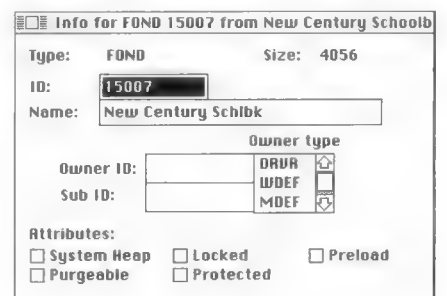 Info for FOND 15007 from New Century Schoolb
Type: FOND Size: 4056
ID: 15007
Name: New Century Schlbk
Owner type
Owner ID:
DRVR
WDEF
Sub ID:
MDEF
Attributes:
System Heap Locked Preload
Purgeable Protected